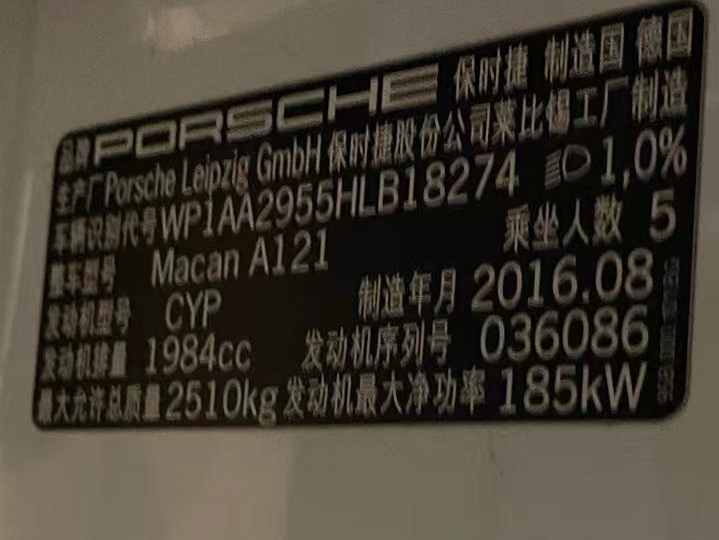 品牌 PORSCHE 保时捷 制造国 德国
生产厂 Porsche Leipzig GmbH 保时捷股份公司莱比锡工厂制造
车辆识别代号 WP1AA2955HLB18274 1,0%
整车型号 Macan A121 乘坐人数 5
发动机型号 CYP 制造年月 2016.08
发动机排量 1984cc 发动机序列号 036086
最大允许总质量 2510kg 发动机最大净功率 185kW